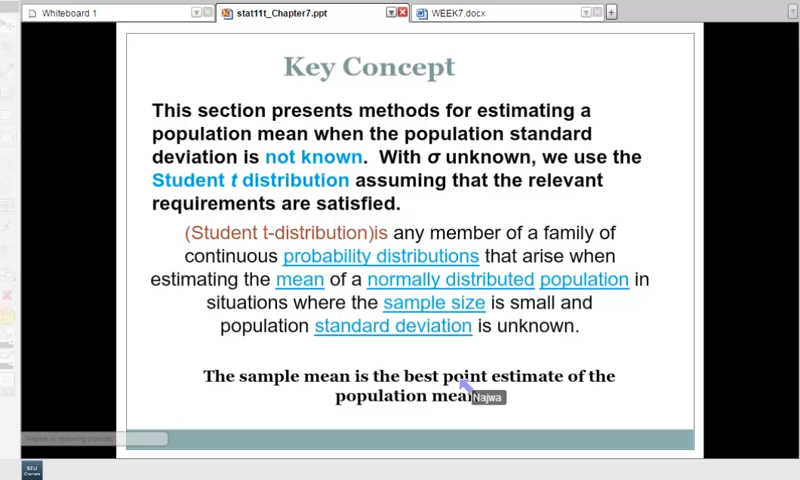 Whiteboard 1
stat11t_Chapter7.ppt
WEEK7.docx
Key Concept
This section presents methods for estimating a
population mean when the population standard
deviation is not known. With σ unknown, we use the
Student t distribution assuming that the relevant
requirements are satisfied.
(Student t-distribution)is any member of a family of
continuous probability distributions that arise when
estimating the mean of a normally distributed population in
situations where the sample size is small and
population standard deviation is unknown.
The sample mean is the best point estimate of the
population mean
Najwa
SEU